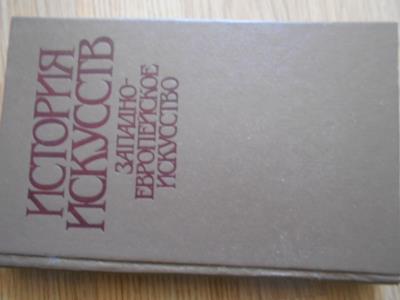 ИСТОРИЯ
ИСКУССТВ
ЗАПАДНО-
ЕВРОПЕЙСКОЕ
ИСКУССТВО